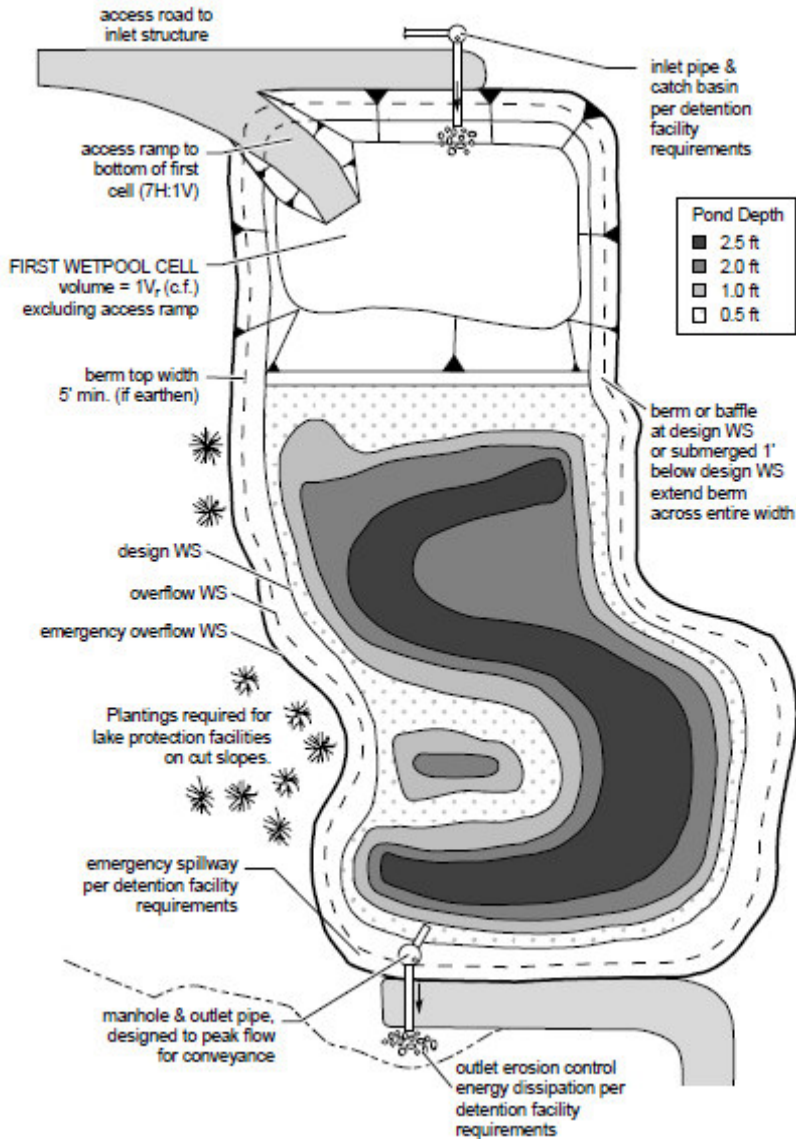 access road to
inlet structure
inlet pipe &
catch basin
per detention
facility
requirements
access ramp to
bottom of first
cell (7H:1V)
Pond Depth
2.5 ft
2.0 ft
1.0 ft
0.5 ft
FIRST WETPOOL CELL
volume = 1Vr (c.f.)
excluding access ramp
berm top width
5' min. (if earthen)
berm or baffle
at design WS
or submerged 1'
below design WS
extend berm
across entire width
design WS
overflow WS
emergency overflow WS
Plantings required for
lake protection facilities
on cut slopes.
emergency spillway
per detention facility
requirements
manhole & outlet pipe,
designed to peak flow
for conveyance
outlet erosion control
energy dissipation per
detention facility
requirements